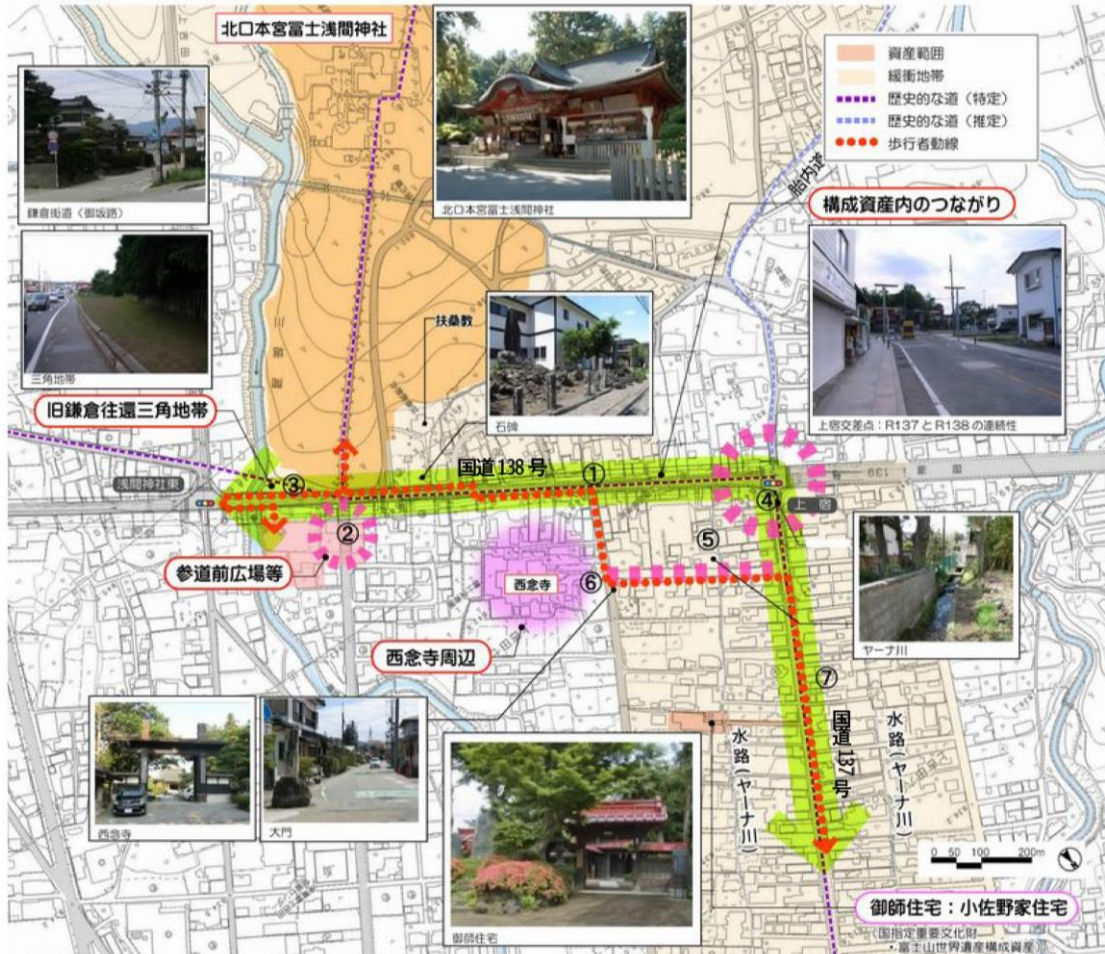 北口本宮冨士浅間神社
鎌倉街道（御坂路）
三角地帯
北口本宮冨士浅間神社
資産範囲
緩衝地帯
歴史的な道（特定）
歴史的な道（推定）
歩行者動線
胎内道
構成資産内のつながり
上宿交差点：R137とR138の連続性
扶桑教
石碑
旧鎌倉往還三角地帯
国道138号
浅間神社東
①
②
③
④
上宿
⑤
⑥
⑦
参道前広場等
西念寺
西念寺周辺
ヤーナ川
国道137号
水路（ヤーナ川）
水路（ヤーナ川）
西念寺
大門
御師住宅
0 50 100 200m
御師住宅：小佐野家住宅
（国指定重要文化財
・富士山世界遺産構成資産）